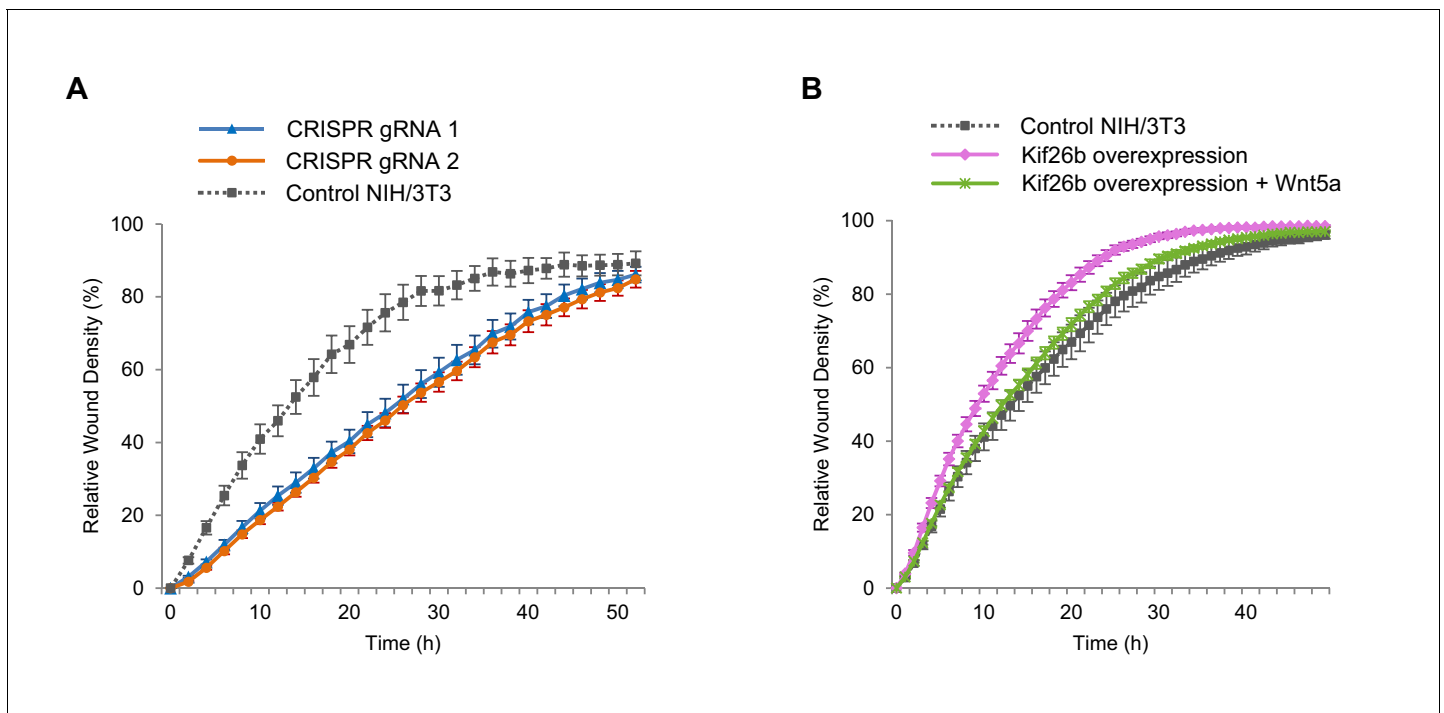 A
CRISPR gRNA 1
CRISPR gRNA 2
Control NIH/3T3
100
80
60
40
20
0
Relative Wound Density (%)
0 10 20 30 40 50
Time (h)
B
Control NIH/3T3
Kif26b overexpression
Kif26b overexpression + Wnt5a
100
80
60
40
20
0
Relative Wound Density (%)
0 10 20 30 40
Time (h)